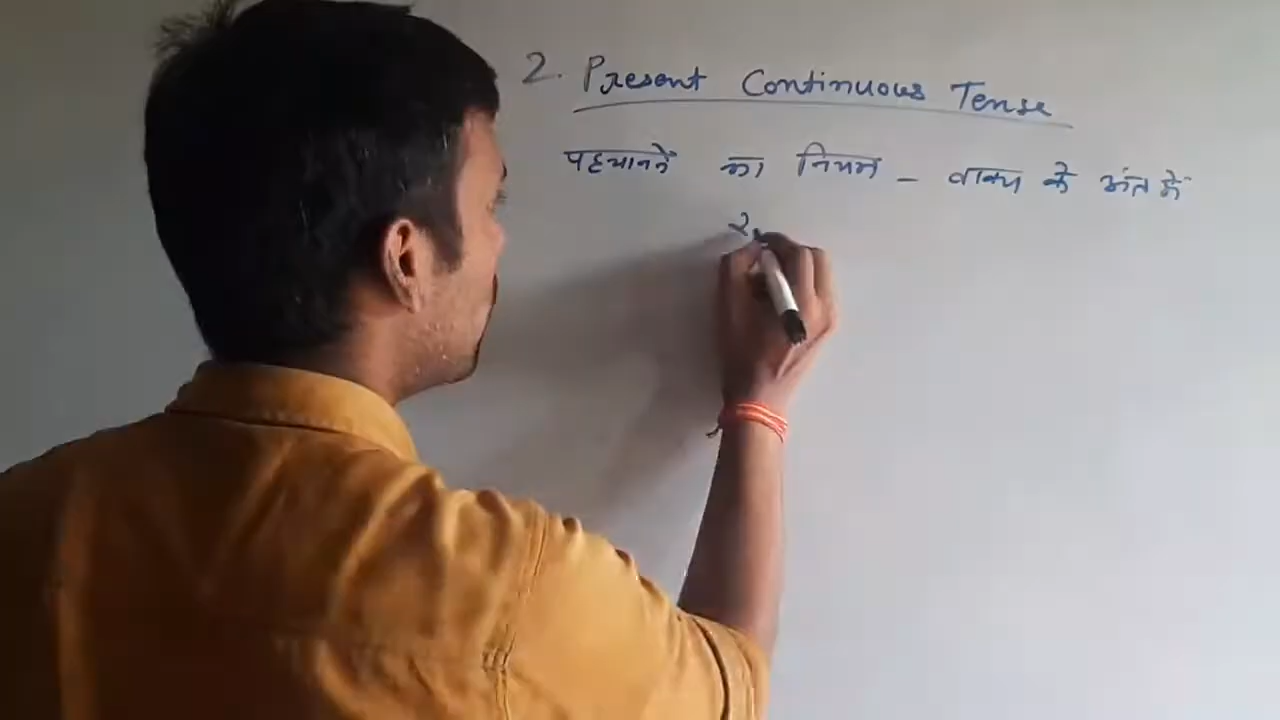 2. Present Continuous Tense
पहचाननें का नियम - वाक्य के अंत में
र